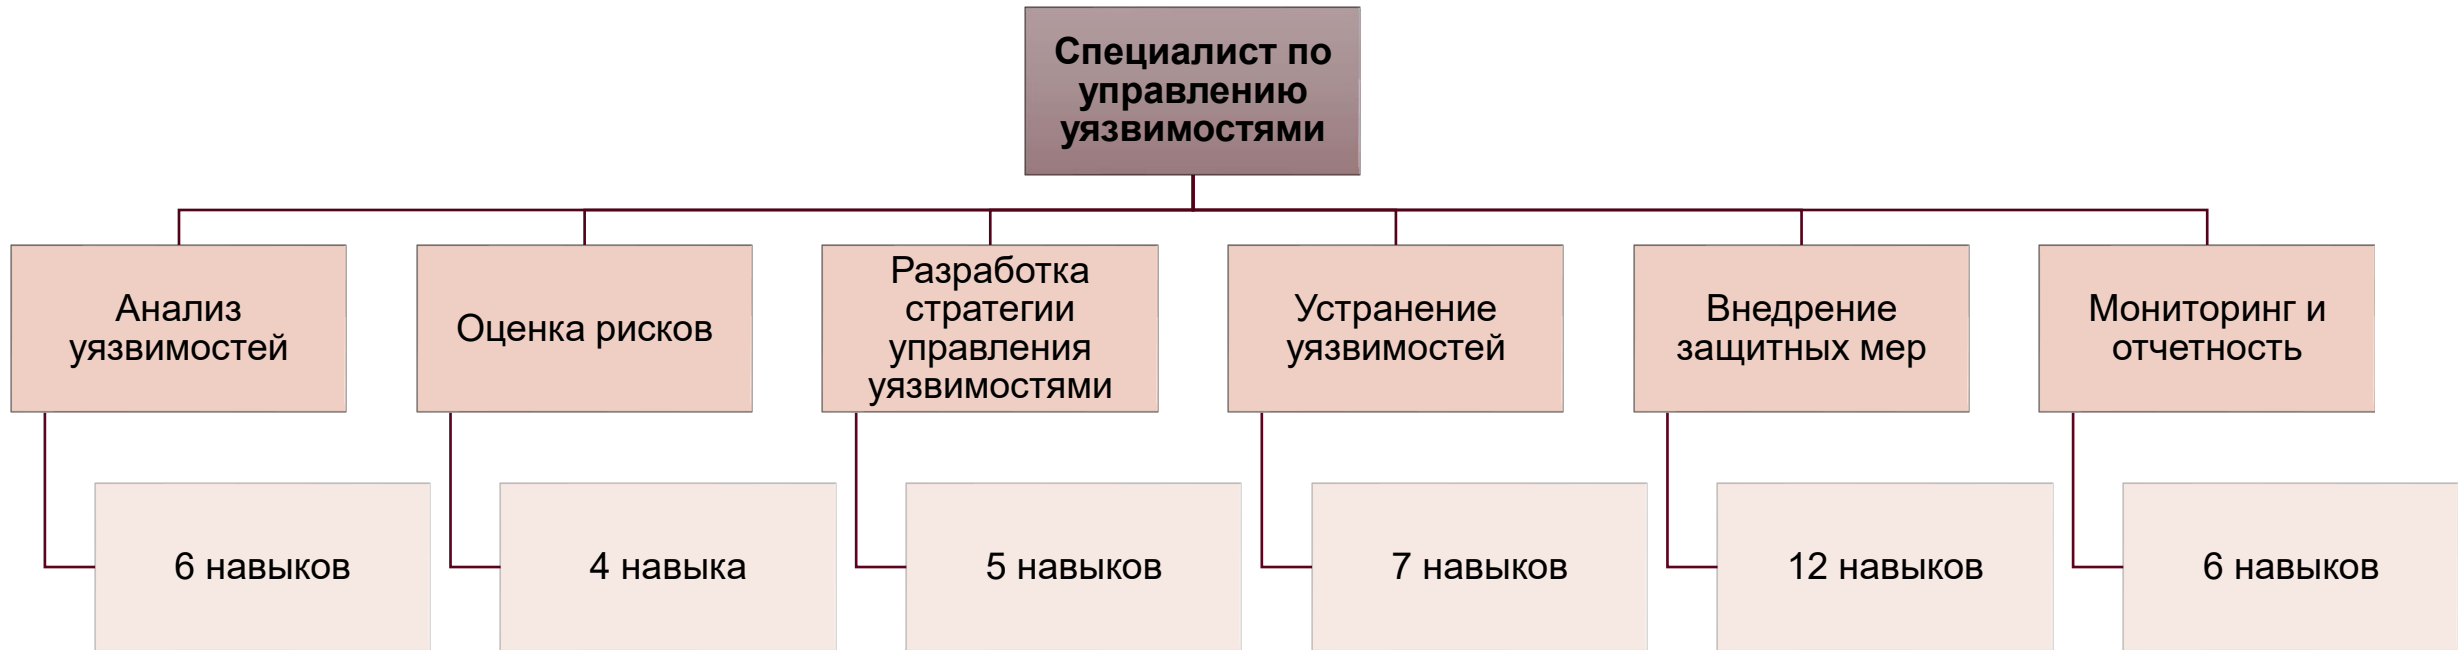 Специалист по
управлению
уязвимостями
Анализ
уязвимостей
Оценка рисков
Разработка
стратегии
управления
уязвимостями
Устранение
уязвимостей
Внедрение
защитных мер
Мониторинг и
отчетность
6 навыков
4 навыка
5 навыков
7 навыков
12 навыков
6 навыков